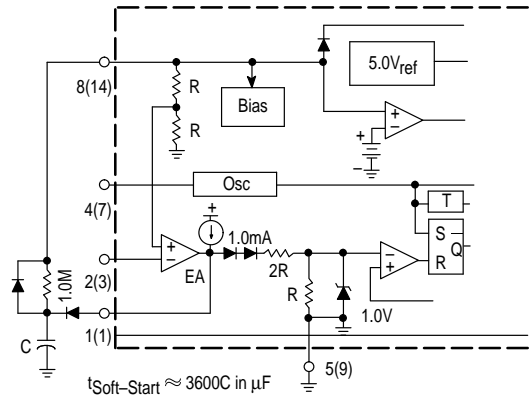 5.0Vref
8(14)
R
Bias
R
+
−
+
−
Osc
4(7)
T
+
S
Q
1.0mA
+
−
R
2(3)
EA
2R
−
+
1.0M
R
1.0V
1(1)
C
5(9)
tSoft–Start ≈ 3600C in µF